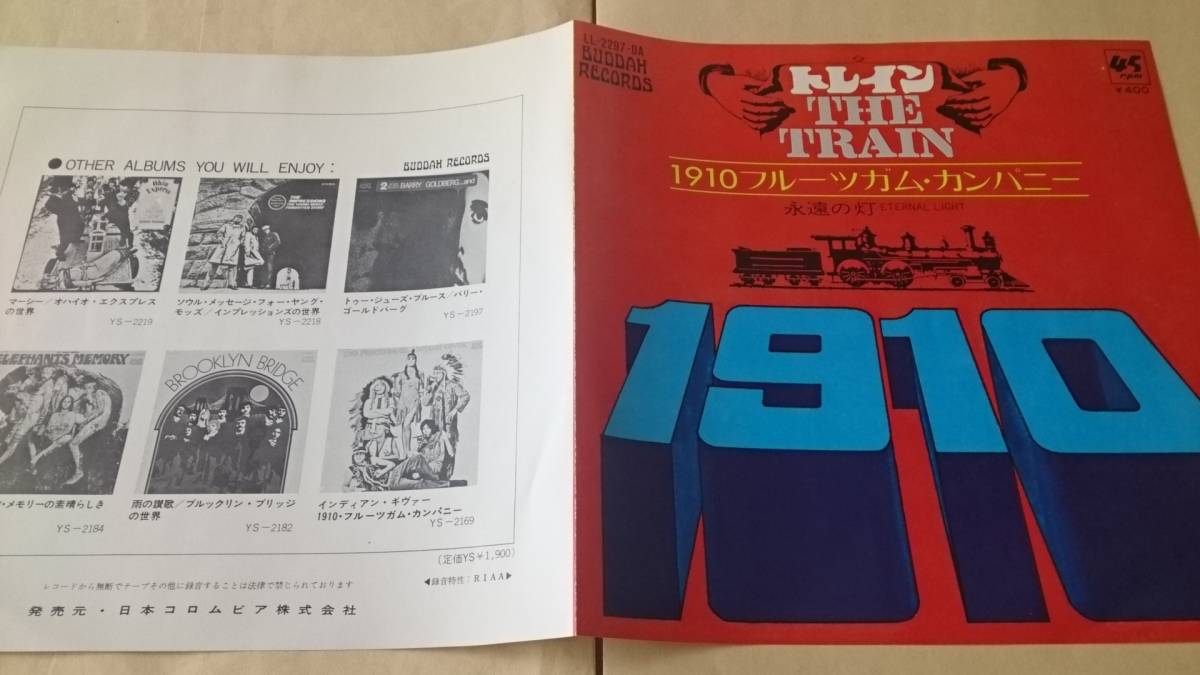 ● OTHER ALBUMS YOU WILL ENJOY :
BUDDAH RECORDS
Ohio
Express
マーシー/オハイオ・エクスプレス
の世界
YS-2219
THE
IMPRESSIONS
ソウル・メッセージ・フォー・ヤング・
モッズ/インプレッションズの世界
YS-2218
BARRY GOLDBERG...and
トゥー・ジューズ・ブルース/バリー・
ゴールドバーグ
YS-2197
ELEPHANTS MEMORY
・メモリーの素晴らしき
YS-2184
BROOKLYN BRIDGE
雨の讃歌/ブルックリン・ブリッジ
の世界
YS-2182
インディアン・ギヴァー
1910・フルーツガム・カンパニー
YS-2169
(定価YS¥1,900)
レコードから無断でテープその他に録音することは法律で禁じられております
◀録音特性:RIAA▶
発売元・日本コロムビア株式会社
LL-2297-DA
BUDDAH
RECORDS
45
rpm
¥400
トレイン
THE
TRAIN
1910フルーツガム・カンパニー
永遠の灯 ETERNAL LIGHT
1910